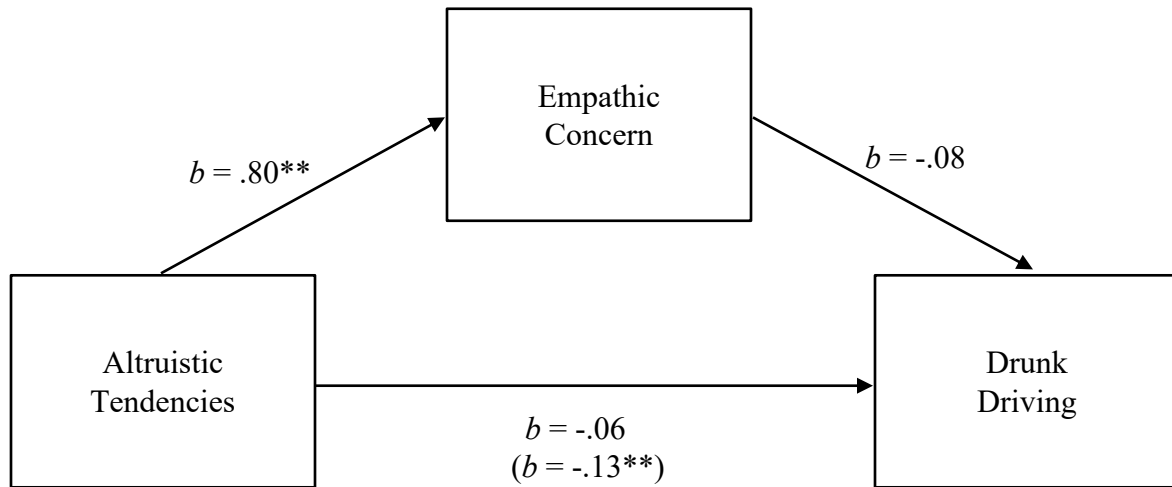 Empathic
Concern
b = .80**
b = -.08
Altruistic
Tendencies
Drunk
Driving
b = -.06
(b = -.13**)